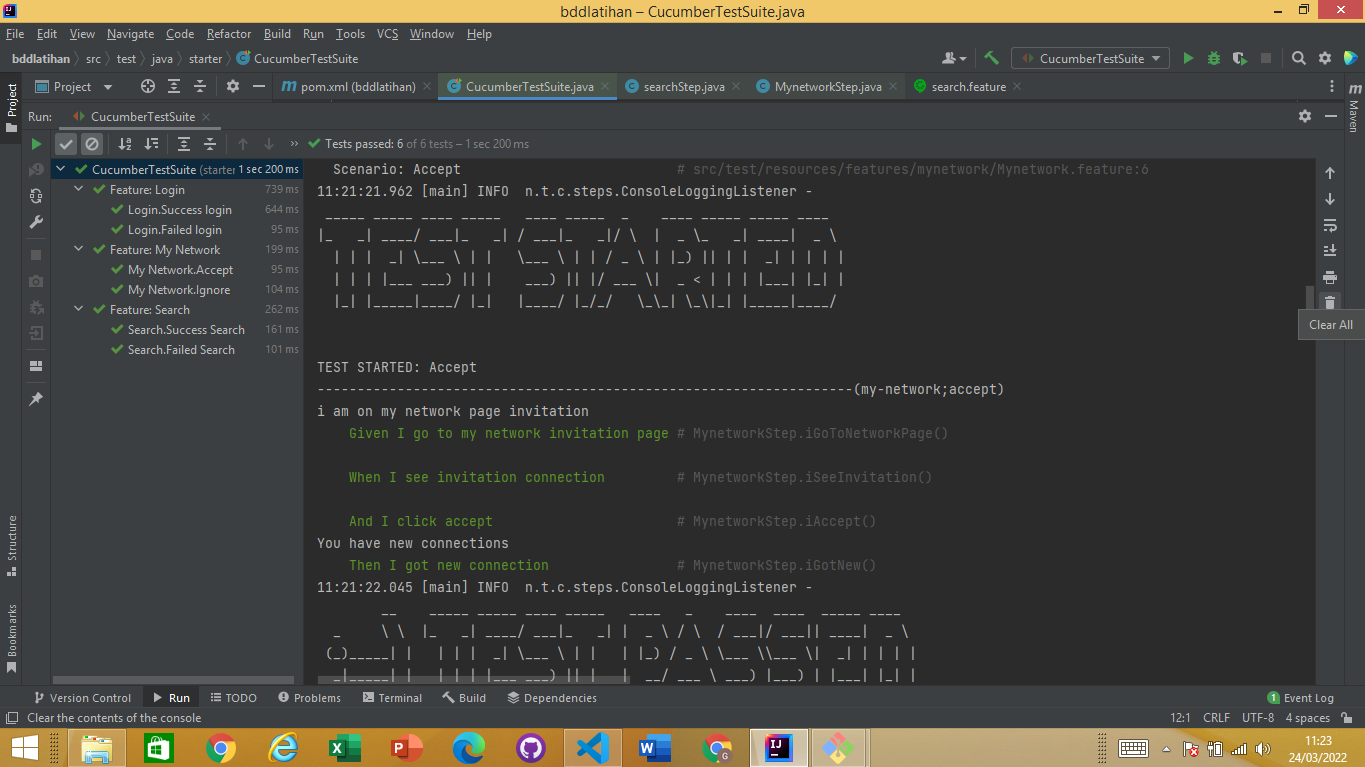 bddlatihan – CucumberTestSuite.java
File Edit View Navigate Code Refactor Build Run Tools VCS Window Help
bddlatihan src test java starter CucumberTestSuite
CucumberTestSuite
Project
pom.xml (bddlatihan) CucumberTestSuite.java searchStep.java MynetworkStep.java search.feature
Project
Maven
Run: CucumberTestSuite
Tests passed: 6 of 6 tests – 1 sec 200 ms
CucumberTestSuite (starter 1 sec 200 ms
Feature: Login 739 ms
Login.Success login 644 ms
Login.Failed login 95 ms
Feature: My Network 199 ms
My Network.Accept 95 ms
My Network.Ignore 104 ms
Feature: Search 262 ms
Search.Success Search 161 ms
Search.Failed Search 101 ms
Scenario: Accept # src/test/resources/features/mynetwork/Mynetwork.feature:6
11:21:21.962 [main] INFO n.t.c.steps.ConsoleLoggingListener -
TEST STARTED
TEST STARTED: Accept
-------------------------------------------------------------------(my-network;accept)
i am on my network page invitation
Given I go to my network invitation page # MynetworkStep.iGoToNetworkPage()
When I see invitation connection # MynetworkStep.iSeeInvitation()
And I click accept # MynetworkStep.iAccept()
You have new connections
Then I got new connection # MynetworkStep.iGotNew()
11:21:22.045 [main] INFO n.t.c.steps.ConsoleLoggingListener -
TEST PASSED
Clear All
Structure
Bookmarks
Version Control Run TODO Problems Terminal Build Dependencies
1 Event Log
Clear the contents of the console
12:1 CRLF UTF-8 4 spaces
11:23
24/03/2022